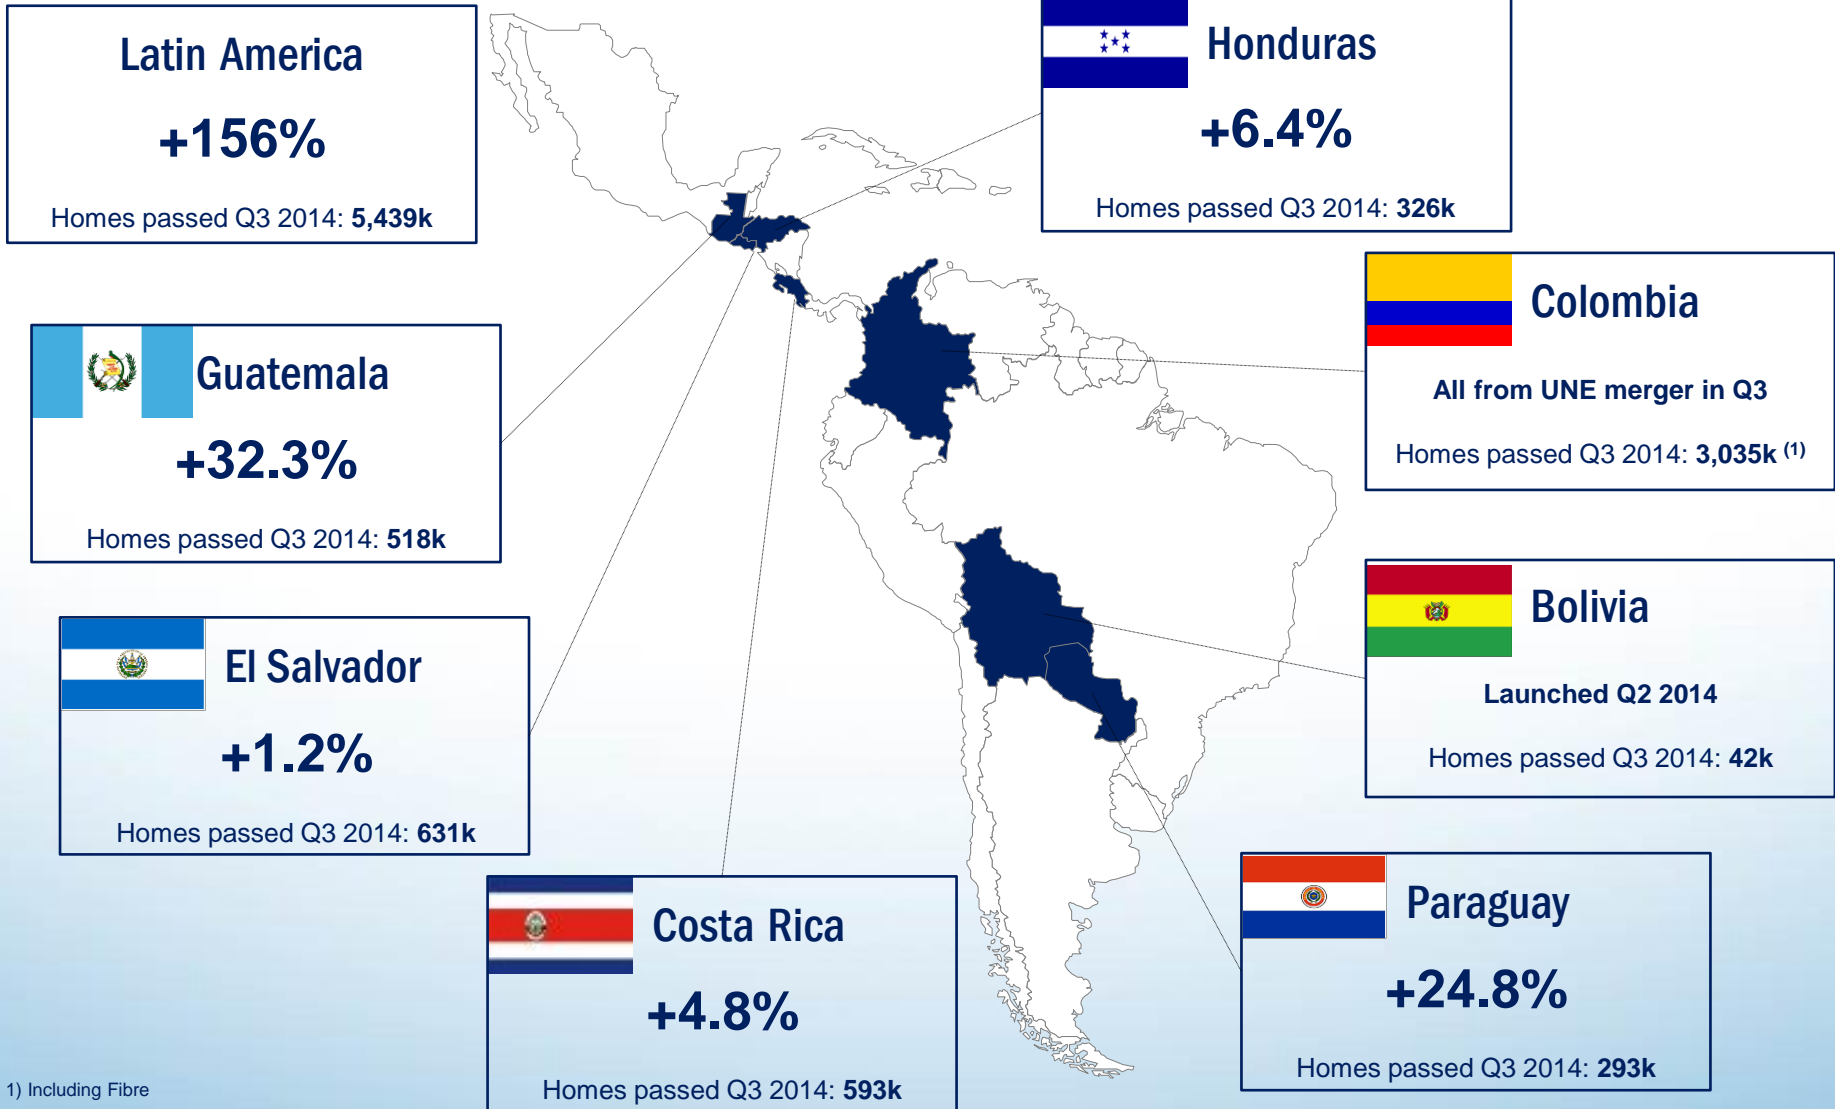 Latin America
+156%
Homes passed Q3 2014: 5,439k
Honduras
+6.4%
Homes passed Q3 2014: 326k
Colombia
All from UNE merger in Q3
Homes passed Q3 2014: 3,035k (1)
Guatemala
+32.3%
Homes passed Q3 2014: 518k
Bolivia
Launched Q2 2014
Homes passed Q3 2014: 42k
El Salvador
+1.2%
Homes passed Q3 2014: 631k
Costa Rica
+4.8%
Homes passed Q3 2014: 593k
Paraguay
+24.8%
Homes passed Q3 2014: 293k
1) Including Fibre